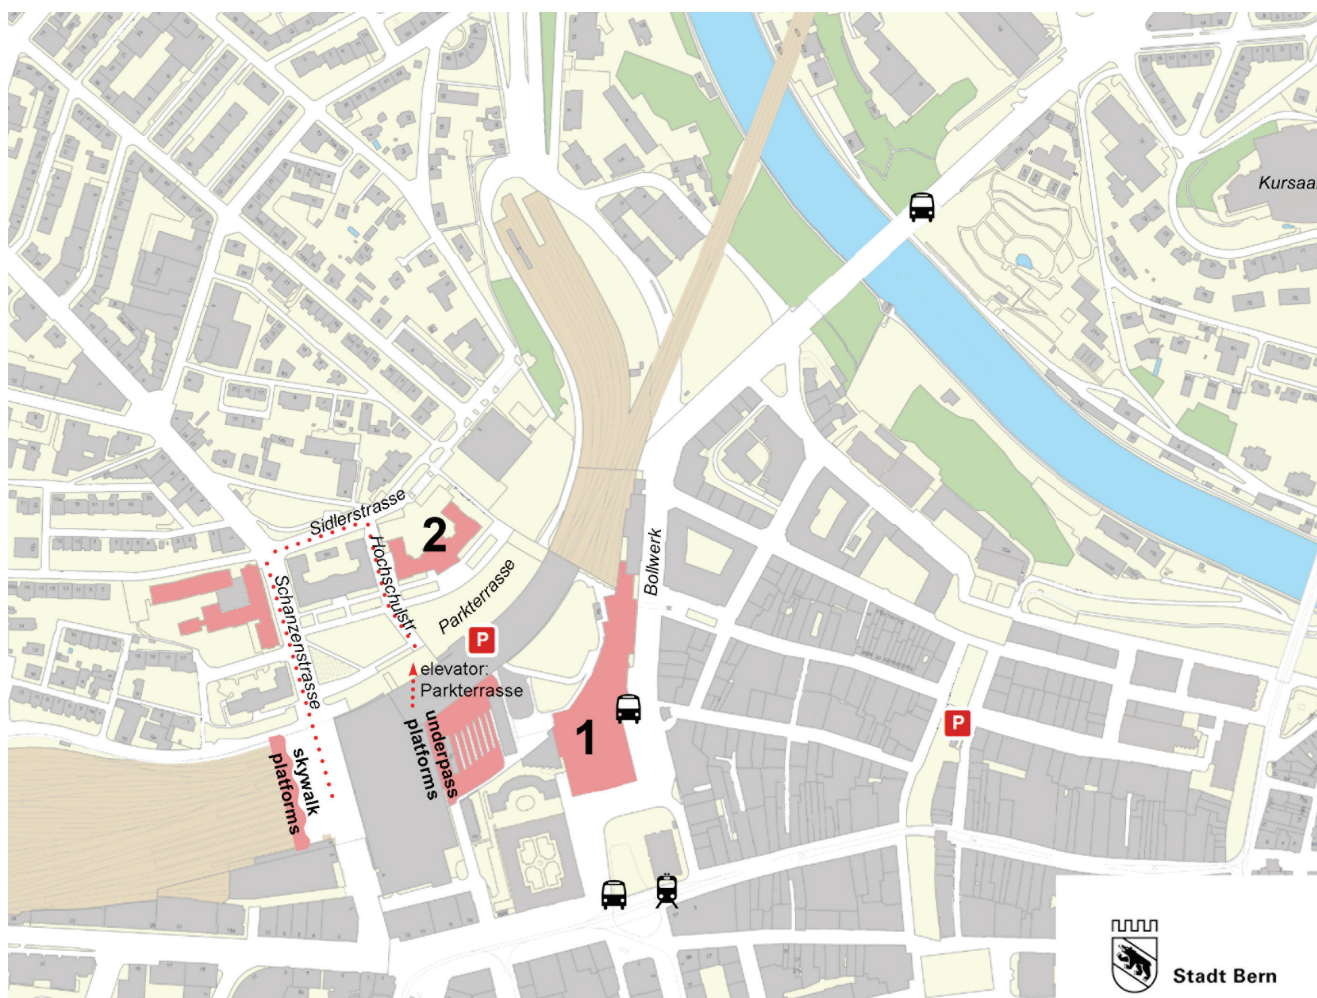 Kursaal
Sidlerstrasse
2
Hochschulstr.
Parkterrasse
Bollwerk
Schanzenstrasse
P
elevator:
Parkterrasse
underpass
platforms
1
P
skywalk
platforms
Stadt Bern